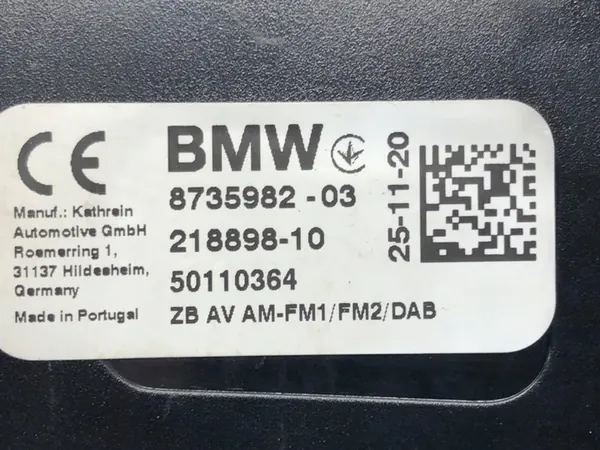 CE
BMW
8735982 - 03
218898-10
50110364
ZB AV AM-FM1/FM2/DAB
25-11-20
Manuf.: Kathrein
Automotive GmbH
Roemerring 1,
31137 Hildesheim,
Germany
Made in Portugal